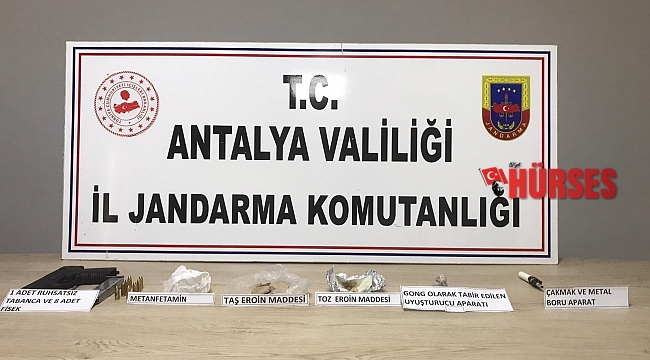 T.C.
ANTALYA VALİLİĞİ
İL JANDARMA KOMUTANLIĞI
JANDARMA
HÜRSES
1 ADET RUHSATSIZ
TABANCA VE 8 ADET
FİŞEK
METANFETAMİN
TAŞ EROİN MADDESİ
TOZ EROİN MADDESİ
GONG OLARAK TABİR EDİLEN
UYUŞTURUCU APARATI
ÇAKMAK VE METAL
BORU APARAT